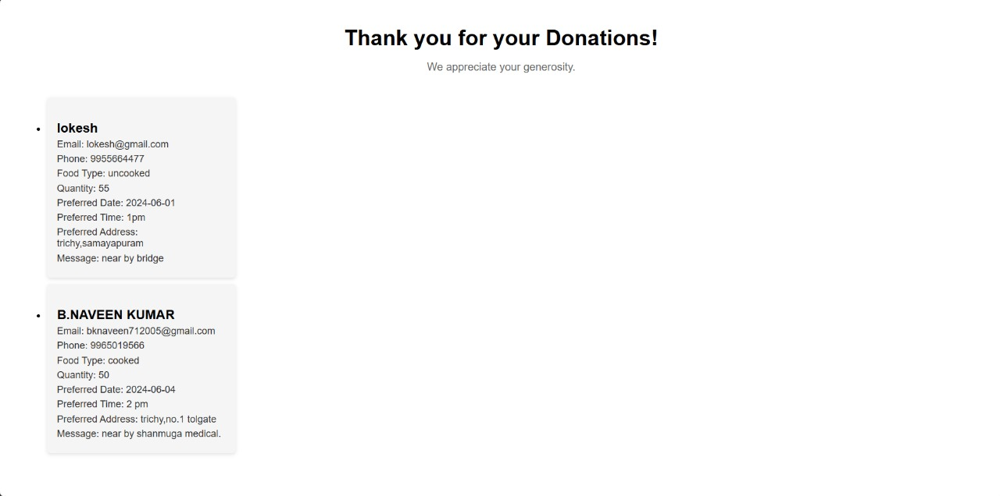 Thank you for your Donations!
We appreciate your generosity.
lokesh
Email: lokesh@gmail.com
Phone: 9955664477
Food Type: uncooked
Quantity: 55
Preferred Date: 2024-06-01
Preferred Time: 1pm
Preferred Address:
trichy,samayapuram
Message: near by bridge
B.NAVEEN KUMAR
Email: bknaveen712005@gmail.com
Phone: 9965019566
Food Type: cooked
Quantity: 50
Preferred Date: 2024-06-04
Preferred Time: 2 pm
Preferred Address: trichy,no.1 tolgate
Message: near by shanmuga medical.